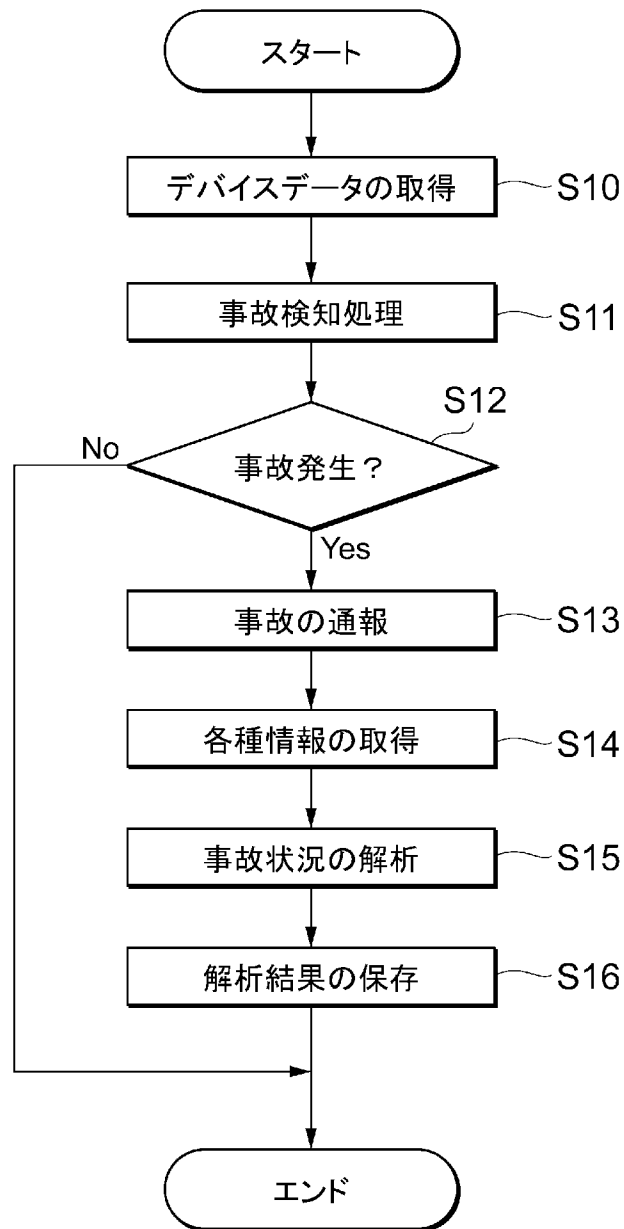 スタート
デバイスデータの取得
S10
事故検知処理
S11
S12
No
事故発生？
Yes
事故の通報
S13
各種情報の取得
S14
事故状況の解析
S15
解析結果の保存
S16
エンド